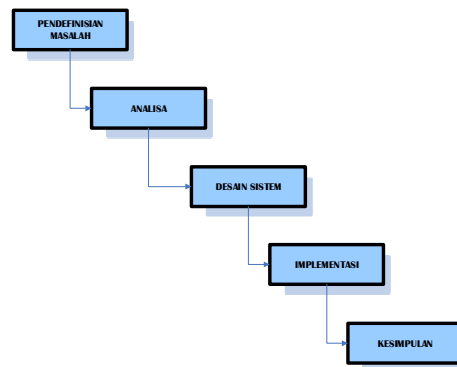 PENDEFINISIAN
MASALAH
ANALISA
DESAIN SISTEM
IMPLEMENTASI
KESIMPULAN